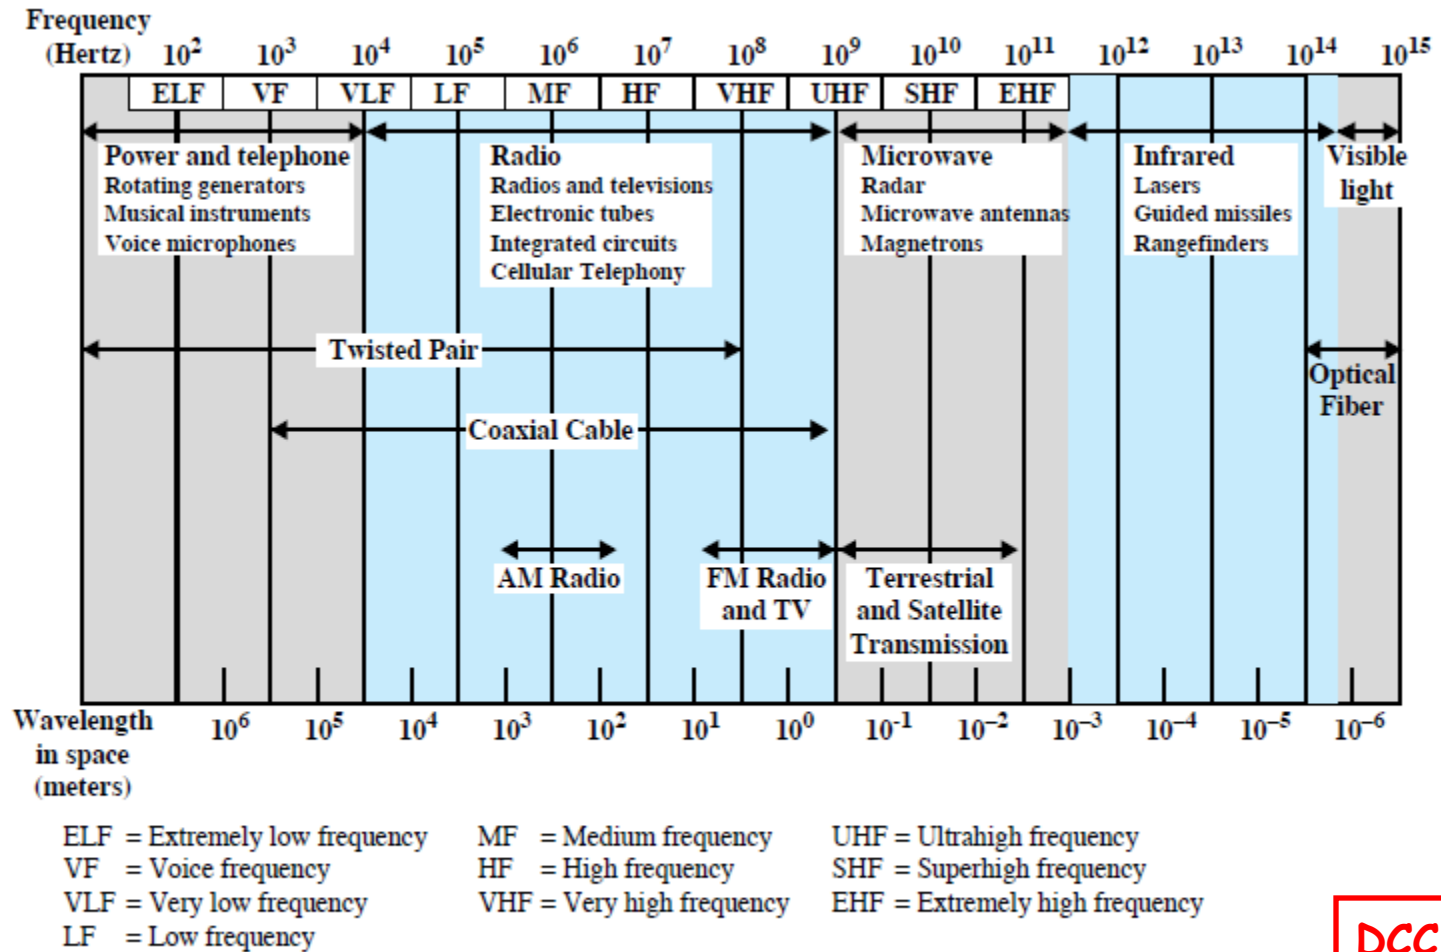 Frequency
(Hertz) 10² 10³ 10⁴ 10⁵ 10⁶ 10⁷ 10⁸ 10⁹ 10¹⁰ 10¹¹ 10¹² 10¹³ 10¹⁴ 10¹⁵
ELF VF VLF LF MF HF VHF UHF SHF EHF
Power and telephone
Rotating generators
Musical instruments
Voice microphones
Radio
Radios and televisions
Electronic tubes
Integrated circuits
Cellular Telephony
Microwave
Radar
Microwave antennas
Magnetrons
Infrared
Lasers
Guided missiles
Rangefinders
Visible
light
Twisted Pair
Optical
Fiber
Coaxial Cable
AM Radio
FM Radio
and TV
Terrestrial
and Satellite
Transmission
Wavelength
in space
(meters)
10⁶ 10⁵ 10⁴ 10³ 10² 10¹ 10⁰ 10⁻¹ 10⁻² 10⁻³ 10⁻⁴ 10⁻⁵ 10⁻⁶
ELF = Extremely low frequency
VF = Voice frequency
VLF = Very low frequency
LF = Low frequency
MF = Medium frequency
HF = High frequency
VHF = Very high frequency
UHF = Ultrahigh frequency
SHF = Superhigh frequency
EHF = Extremely high frequency
DCC